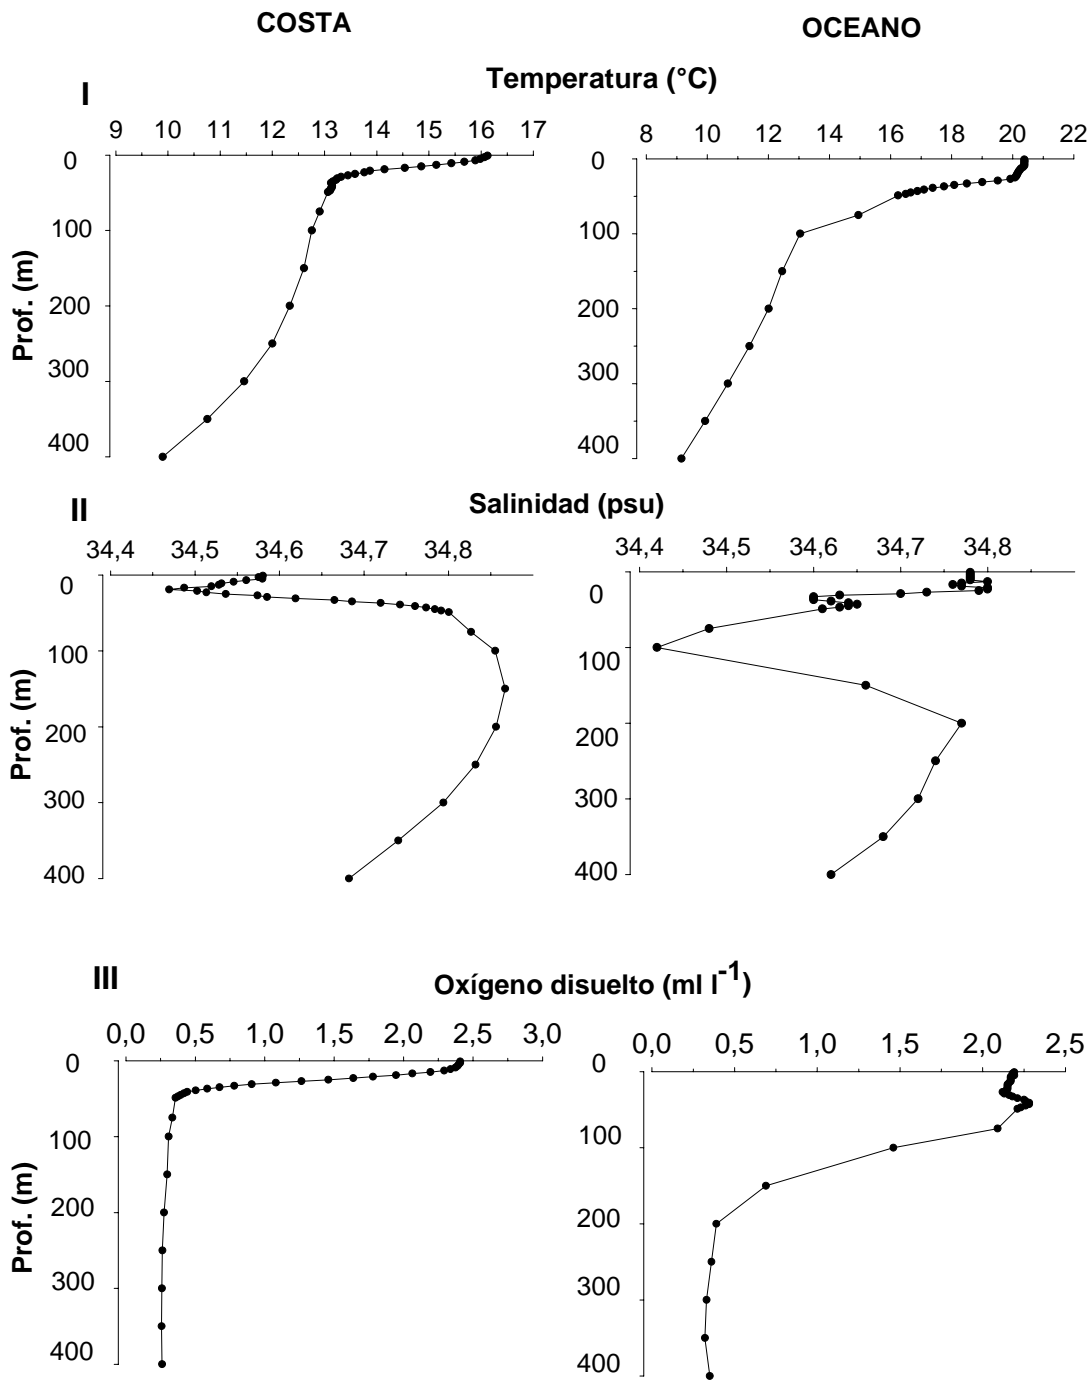 COSTA
OCEANO
Temperatura (°C)
I
9 10 11 12 13 14 15 16 17
8 10 12 14 16 18 20 22
0
100
200
300
400
Prof. (m)
0
100
200
300
400
Salinidad (psu)
II
34,4 34,5 34,6 34,7 34,8
34,4 34,5 34,6 34,7 34,8
0
100
200
300
400
Prof. (m)
0
100
200
300
400
Oxígeno disuelto (ml l-1)
III
0,0 0,5 1,0 1,5 2,0 2,5 3,0
0,0 0,5 1,0 1,5 2,0 2,5
0
100
200
300
400
Prof. (m)
0
100
200
300
400